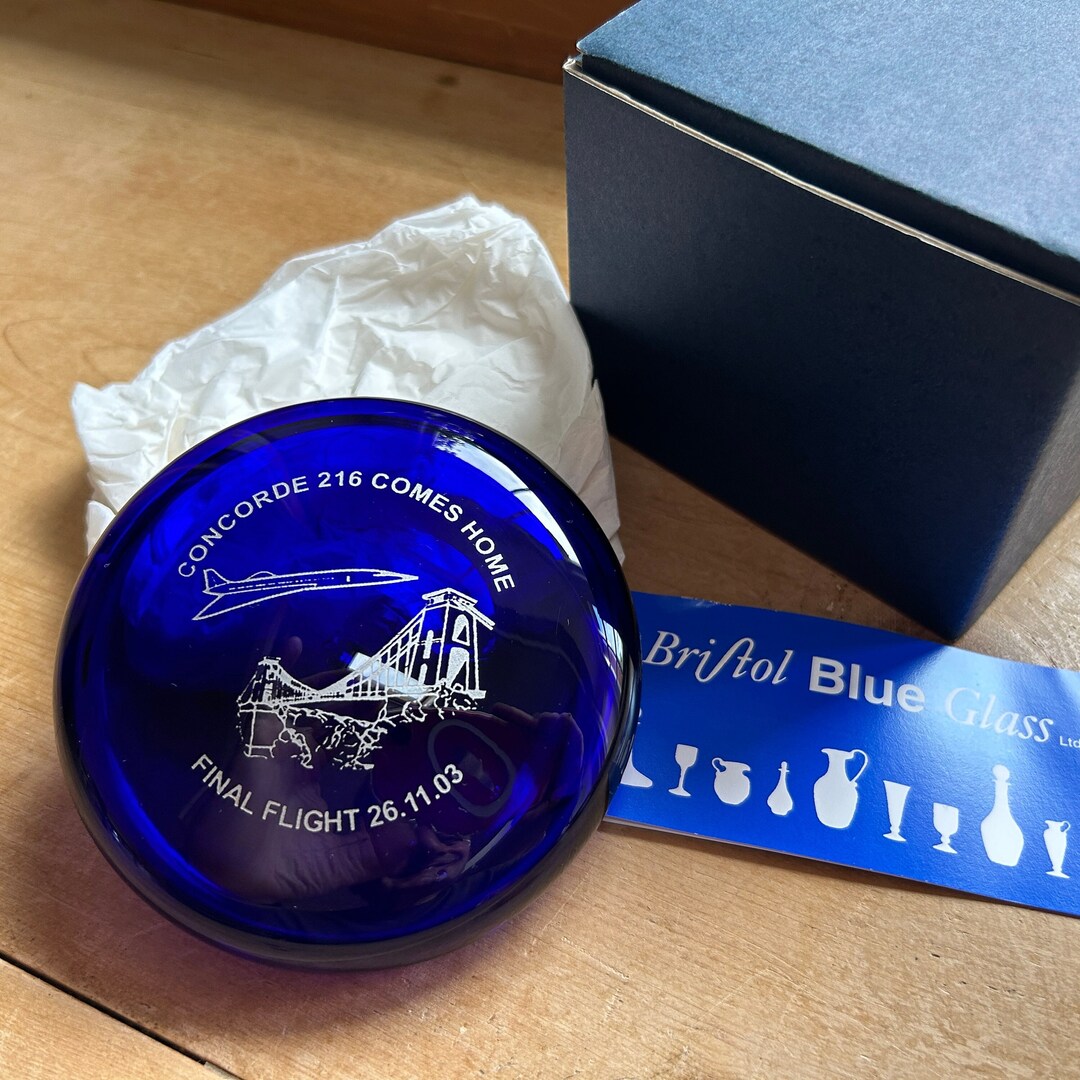 CONCORDE 216 COMES HOME
FINAL FLIGHT 26.11.03
Bristol Blue Glass Ltd